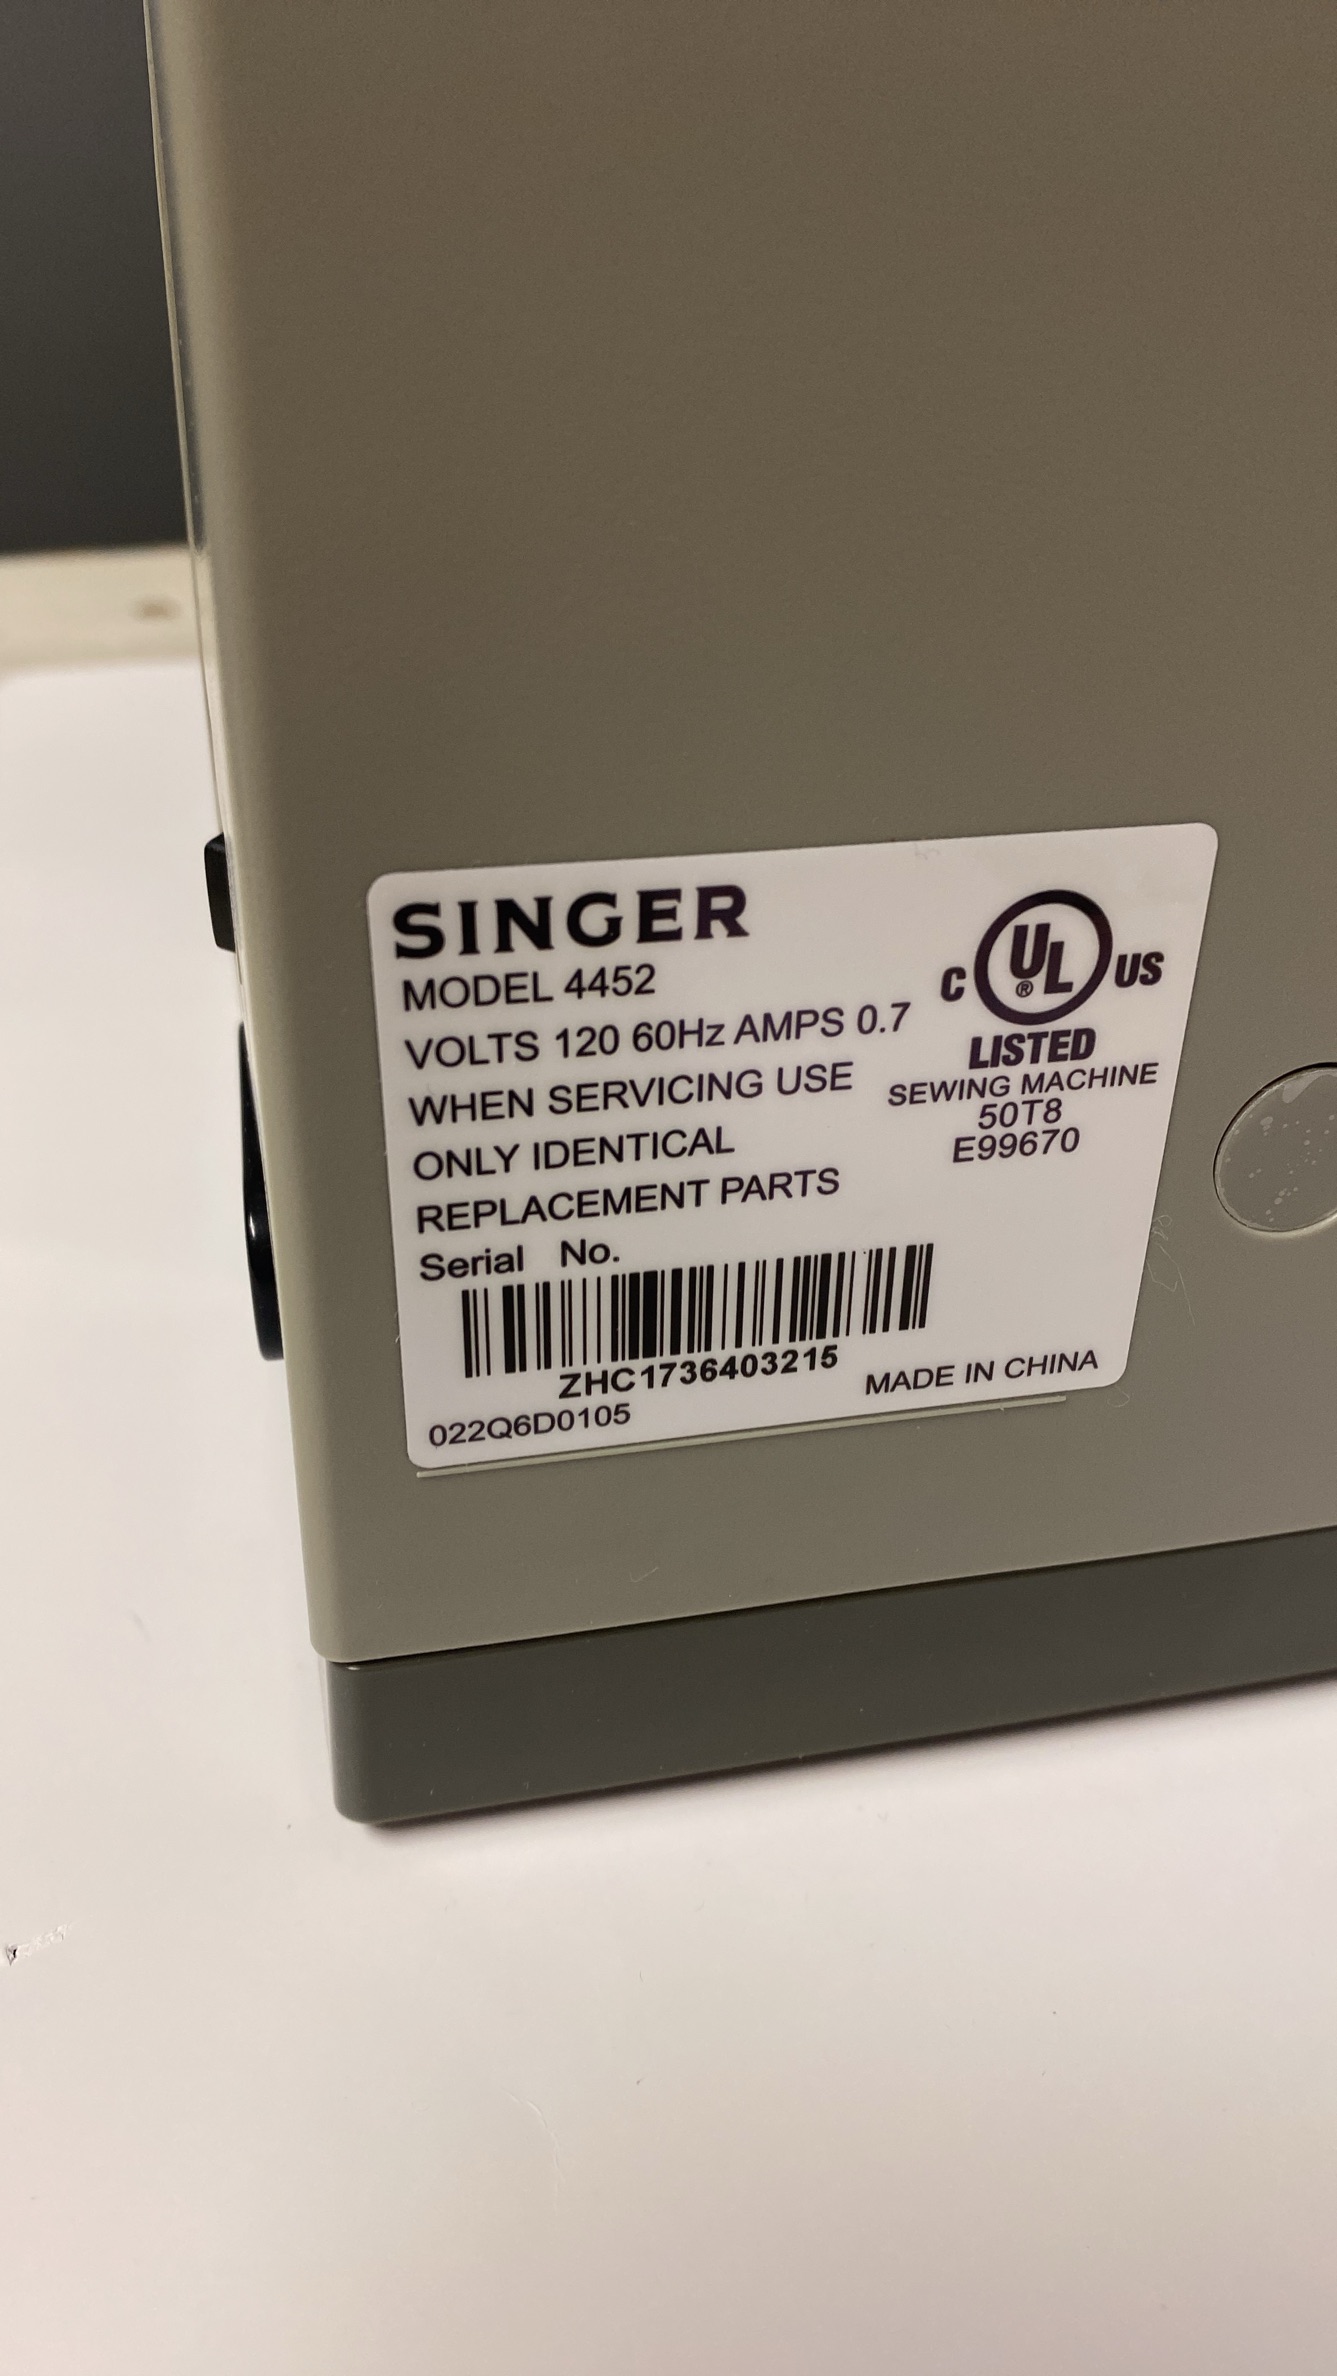 SINGER
MODEL 4452
VOLTS 120 60Hz AMPS 0.7
WHEN SERVICING USE
ONLY IDENTICAL
REPLACEMENT PARTS
Serial No.
ZHC1736403215
022Q6D0105
C UL® US
LISTED
SEWING MACHINE
50T8
E99670
MADE IN CHINA